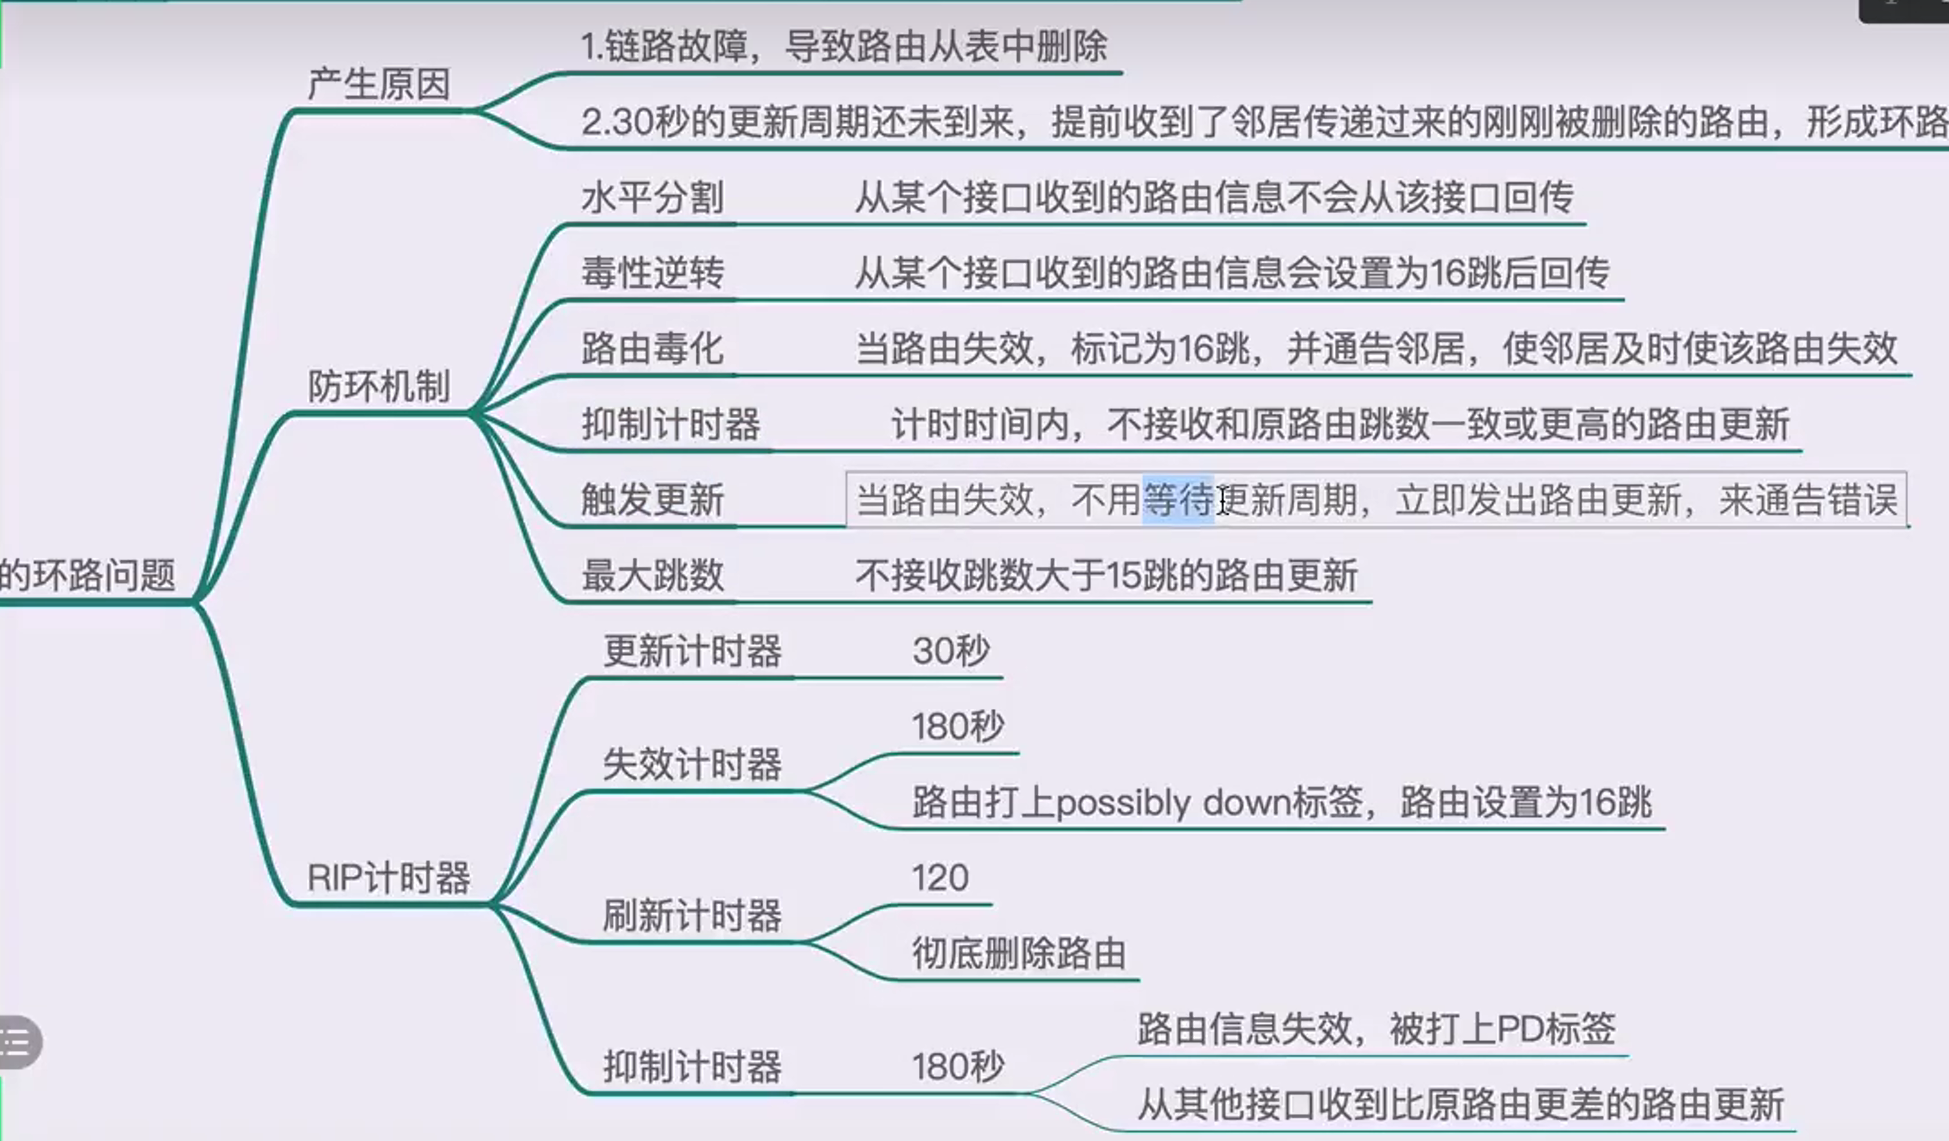 的环路问题
产生原因
1.链路故障，导致路由从表中删除
2.30秒的更新周期还未到来，提前收到了邻居传递过来的刚刚被删除的路由，形成环路
防环机制
水平分割
从某个接口收到的路由信息不会从该接口回传
毒性逆转
从某个接口收到的路由信息会设置为16跳后回传
路由毒化
当路由失效，标记为16跳，并通告邻居，使邻居及时使该路由失效
抑制计时器
计时时间内，不接收和原路由跳数一致或更高的路由更新
触发更新
当路由失效，不用等待更新周期，立即发出路由更新，来通告错误
最大跳数
不接收跳数大于15跳的路由更新
RIP计时器
更新计时器
30秒
失效计时器
180秒
路由打上possibly down标签，路由设置为16跳
刷新计时器
120
彻底删除路由
抑制计时器
180秒
路由信息失效，被打上PD标签
从其他接口收到比原路由更差的路由更新